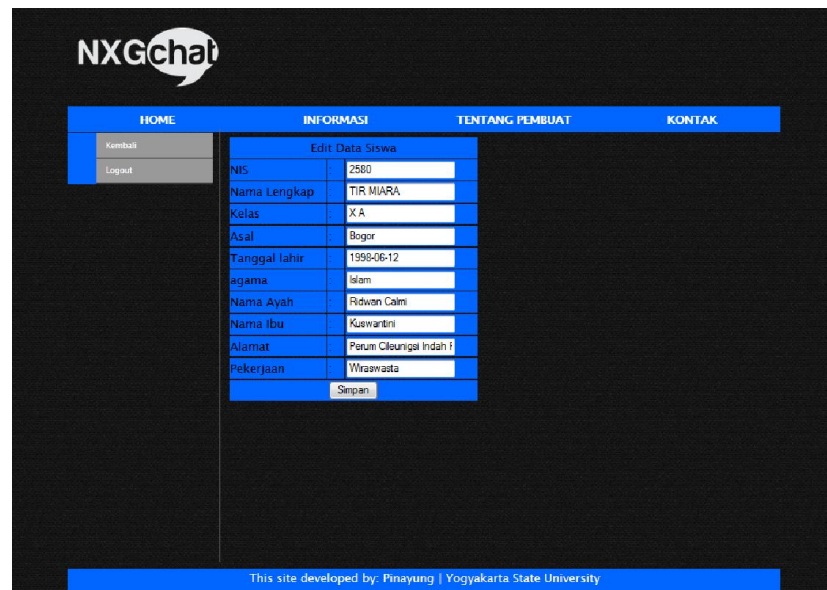 NXGchat
HOME INFORMASI TENTANG PEMBUAT KONTAK
Kembali
Logout
Edit Data Siswa
NIS : 2580
Nama Lengkap : TIR MIARA
Kelas : X A
Asal : Bogor
Tanggal lahir : 1998-06-12
agama : Islam
Nama Ayah : Ridwan Calmi
Nama Ibu : Kuswantini
Alamat : Perum Cileunigsi Indah
Pekerjaan : Wiraswasta
Simpan
This site developed by: Pinayung | Yogyakarta State University